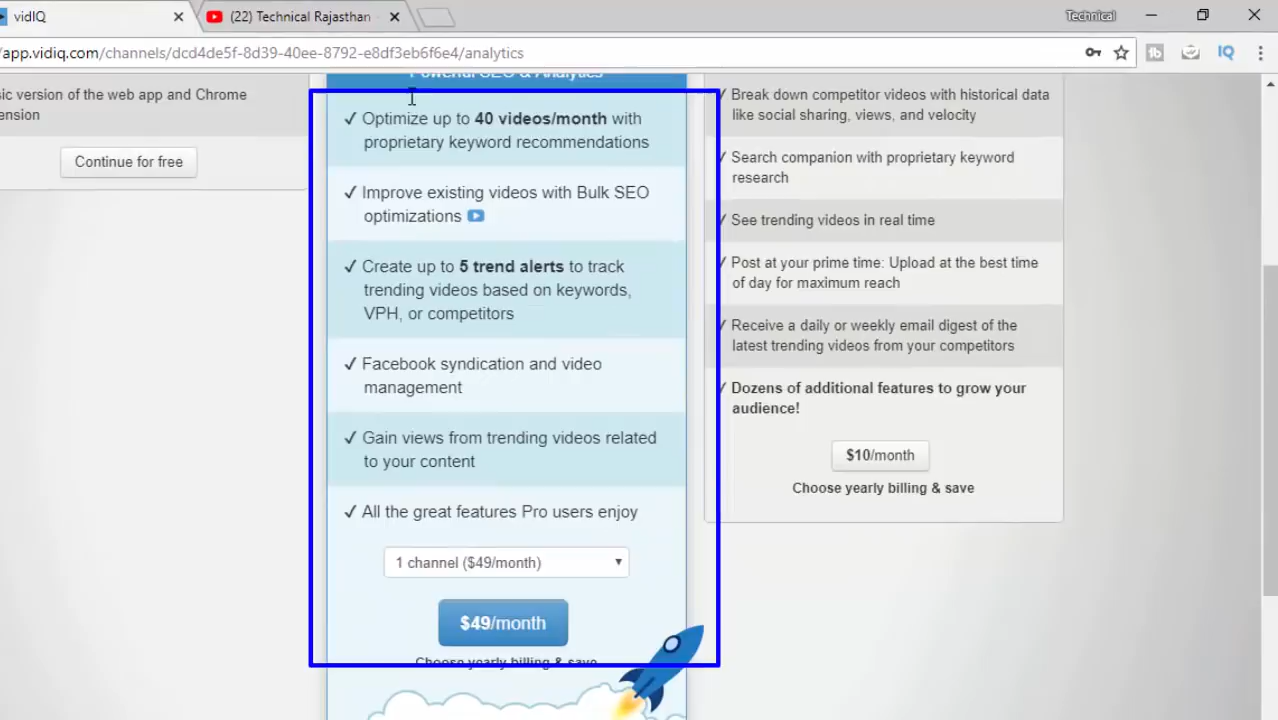 vidIQ
(22) Technical Rajasthan
Technical
/app.vidiq.com/channels/dcd4de5f-8d39-40ee-8792-e8df3eb6f6e4/analytics
version of the web app and Chrome
Continue for free
Powerful SEO & Analytics
✓ Optimize up to 40 videos/month with
proprietary keyword recommendations
✓ Improve existing videos with Bulk SEO
optimizations
✓ Create up to 5 trend alerts to track
trending videos based on keywords,
VPH, or competitors
✓ Facebook syndication and video
management
✓ Gain views from trending videos related
to your content
✓ All the great features Pro users enjoy
1 channel ($49/month)
$49/month
Choose yearly billing & save
✓ Break down competitor videos with historical data
like social sharing, views, and velocity
✓ Search companion with proprietary keyword
research
✓ See trending videos in real time
✓ Post at your prime time: Upload at the best time
of day for maximum reach
✓ Receive a daily or weekly email digest of the
latest trending videos from your competitors
✓ Dozens of additional features to grow your
audience!
$10/month
Choose yearly billing & save